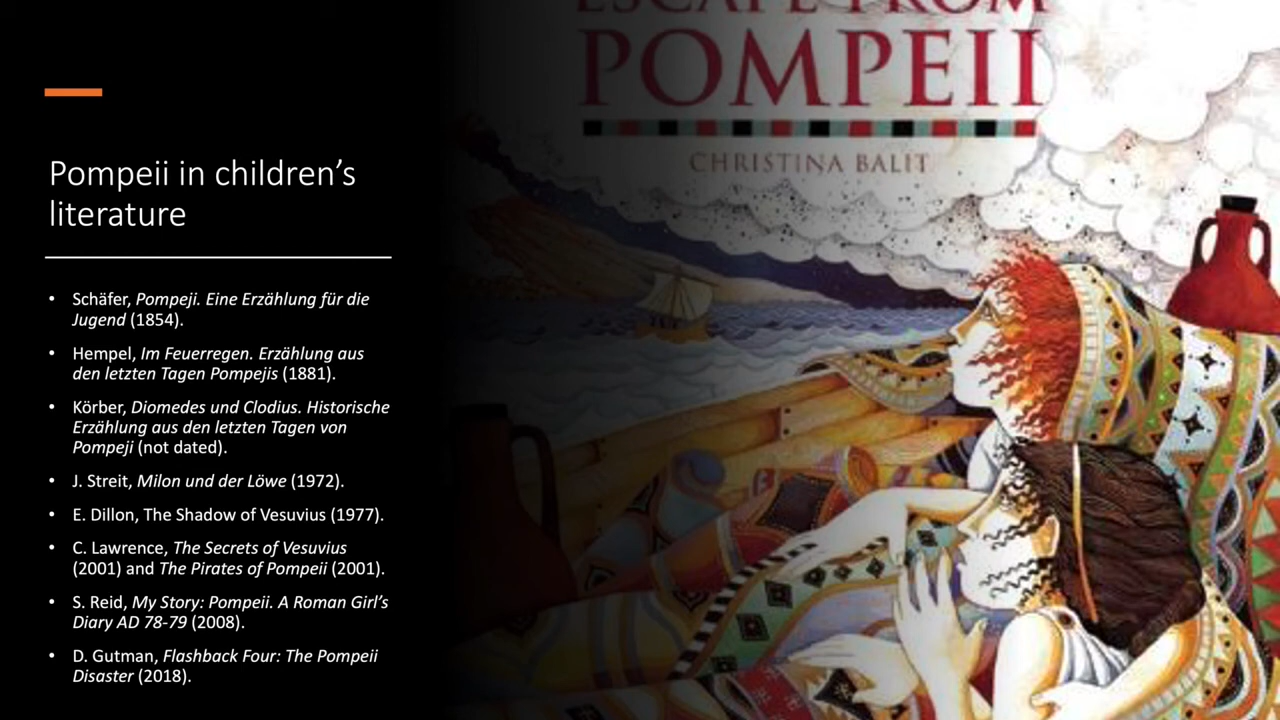 ESCAPE FROM
POMPEII
CHRISTINA BALIT
Pompeii in children’s
literature
• Schäfer, Pompeji. Eine Erzählung für die
Jugend (1854).
• Hempel, Im Feuerregen. Erzählung aus
den letzten Tagen Pompejis (1881).
• Körber, Diomedes und Clodius. Historische
Erzählung aus den letzten Tagen von
Pompeji (not dated).
• J. Streit, Milon und der Löwe (1972).
• E. Dillon, The Shadow of Vesuvius (1977).
• C. Lawrence, The Secrets of Vesuvius
(2001) and The Pirates of Pompeii (2001).
• S. Reid, My Story: Pompeii. A Roman Girl’s
Diary AD 78-79 (2008).
• D. Gutman, Flashback Four: The Pompeii
Disaster (2018).